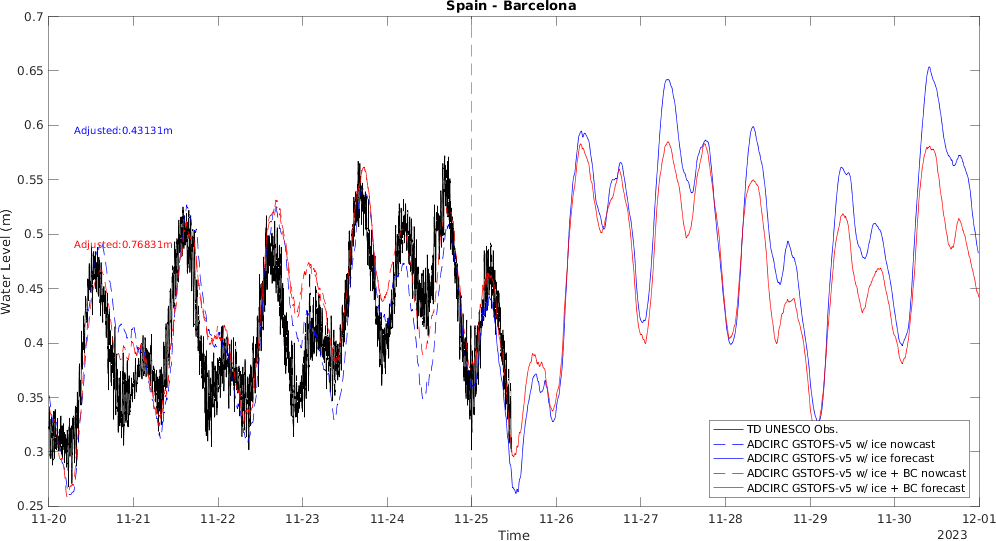 Spain - Barcelona
0.7
0.65
0.6
0.55
0.5
0.45
0.4
0.35
0.3
0.25
Water Level (m)
Adjusted:0.43131m
Adjusted:0.76831m
TD UNESCO Obs.
ADCIRC GSTOFS-v5 w/ ice nowcast
ADCIRC GSTOFS-v5 w/ ice forecast
ADCIRC GSTOFS-v5 w/ ice + BC nowcast
ADCIRC GSTOFS-v5 w/ ice + BC forecast
11-20 11-21 11-22 11-23 11-24 11-25 11-26 11-27 11-28 11-29 11-30 12-01
Time
2023